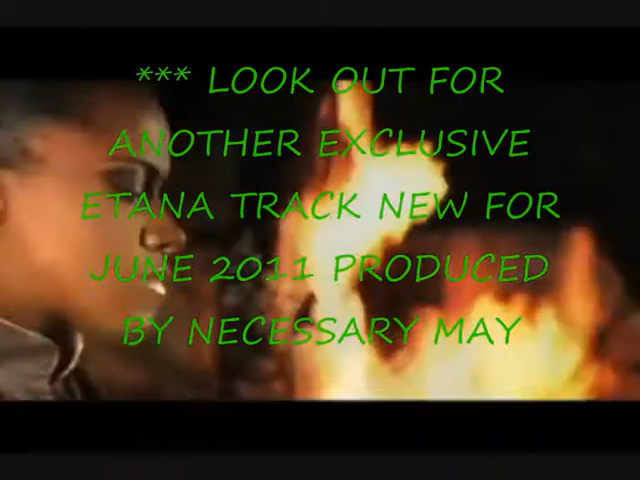 *** LOOK OUT FOR
ANOTHER EXCLUSIVE
ETANA TRACK NEW FOR
JUNE 2011 PRODUCED
BY NECESSARY MAY